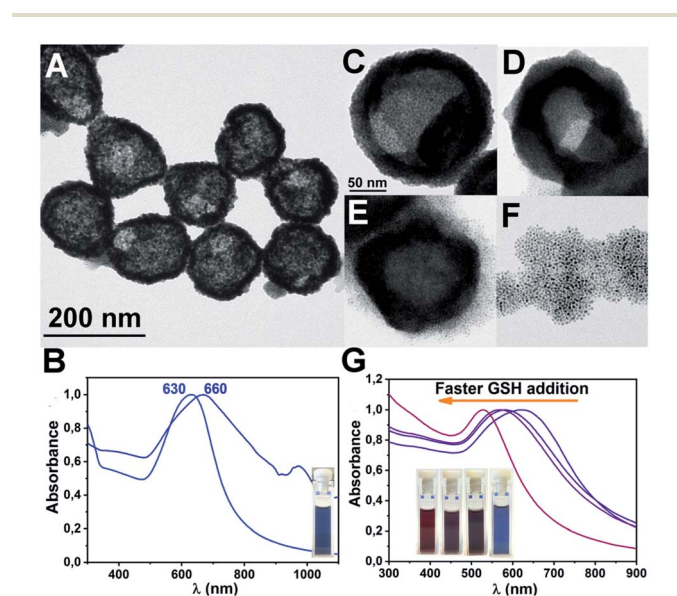 A
200 nm
C
50 nm
D
E
F
B
630 660
1,0
0,8
0,6
0,4
0,2
0,0
Absorbance
400 600 800 1000
λ (nm)
G
Faster GSH addition
1,2
1,0
0,8
0,6
0,4
0,2
0,0
Absorbance
300 400 500 600 700 800 900
λ (nm)